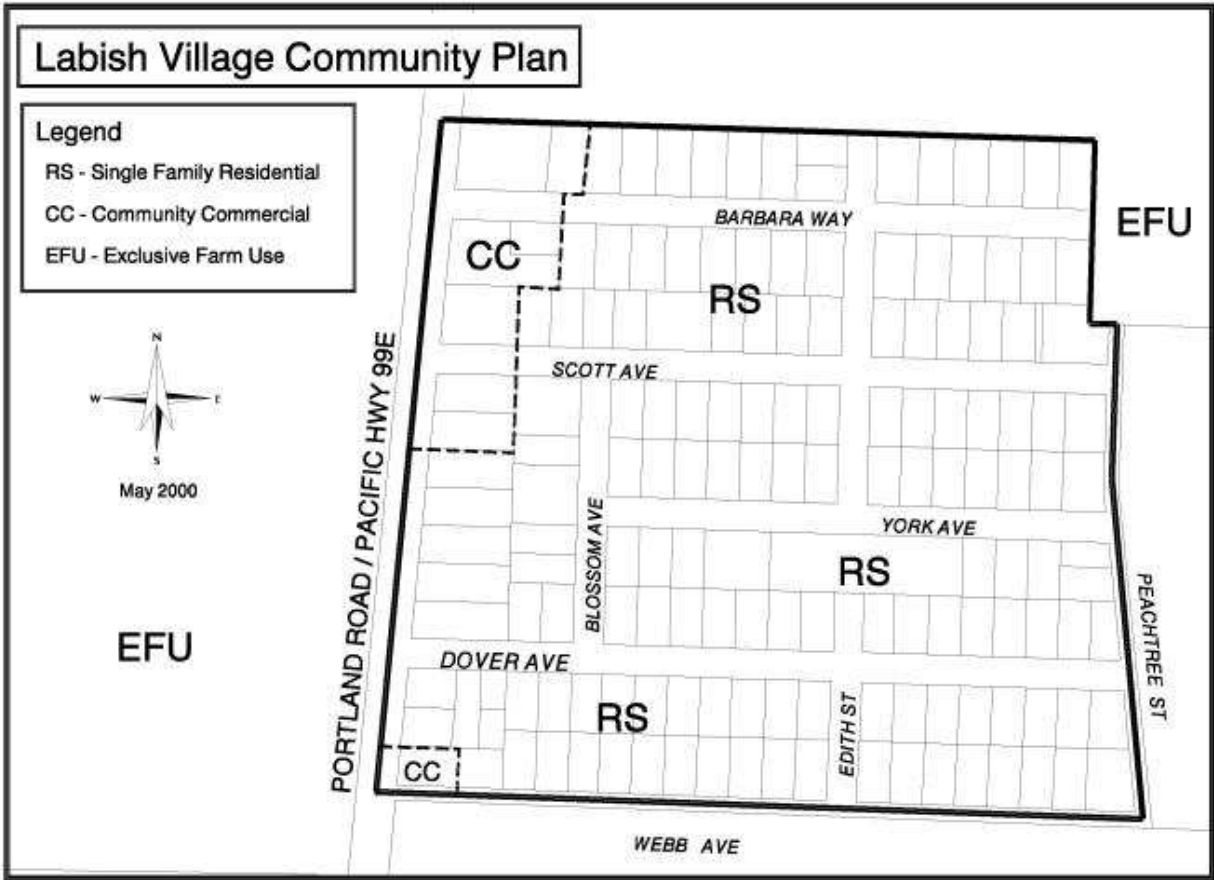 Labish Village Community Plan
Legend
RS - Single Family Residential
CC - Community Commercial
EFU - Exclusive Farm Use
N
W
E
S
May 2000
EFU
BARBARA WAY
CC
RS
SCOTT AVE
PORTLAND ROAD / PACIFIC HWY 99E
BLOSSOM AVE
YORK AVE
RS
PEACHTREE ST
EFU
DOVER AVE
RS
EDITH ST
CC
WEBB AVE